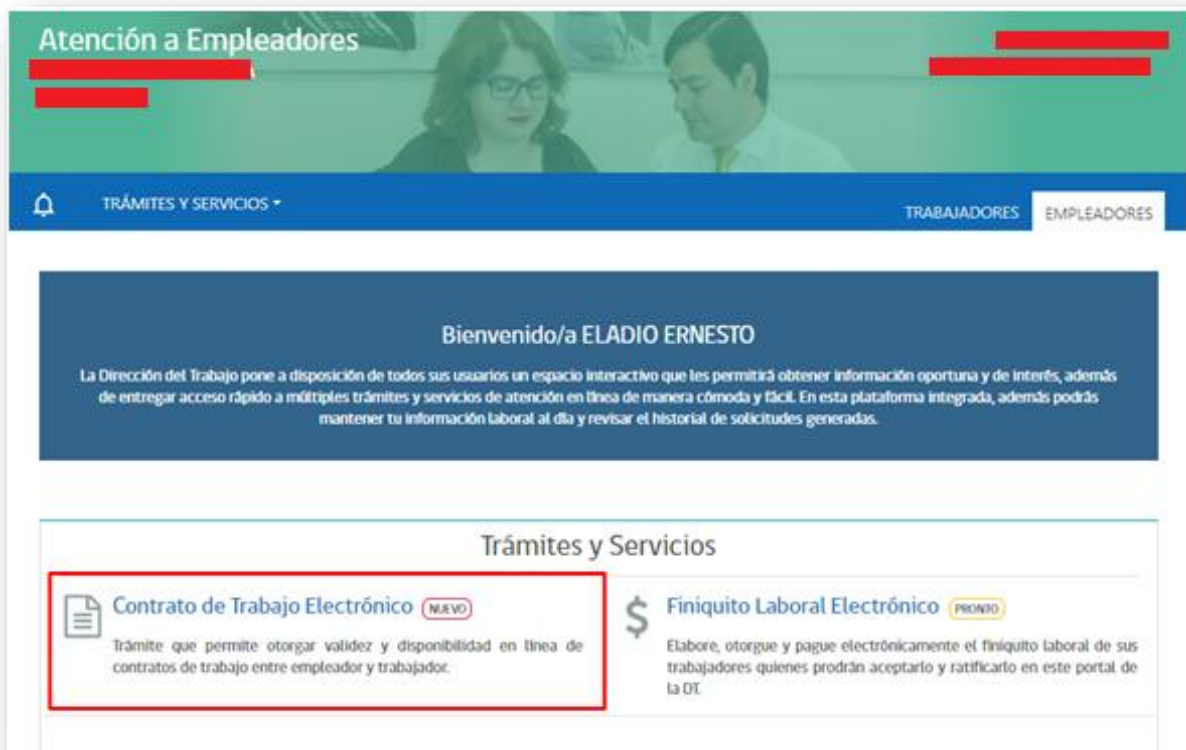 Atención a Empleadores
TRÁMITES Y SERVICIOS
TRABAJADORES
EMPLEADORES
Bienvenido/a ELADIO ERNESTO
La Dirección del Trabajo pone a disposición de todos sus usuarios un espacio interactivo que les permitirá obtener información oportuna y de interés, además
de entregar acceso rápido a múltiples trámites y servicios de atención en línea de manera cómoda y fácil. En esta plataforma integrada, además podrás
mantener tu información laboral al día y revisar el historial de solicitudes generadas.
Trámites y Servicios
Contrato de Trabajo Electrónico NUEVO
Trámite que permite otorgar validez y disponibilidad en línea de
contratos de trabajo entre empleador y trabajador.
$ Finiquito Laboral Electrónico PRONTO
Elabore, otorgue y pague electrónicamente el finiquito laboral de sus
trabajadores quienes prodrán aceptarlo y ratificarlo en este portal de
la DT.